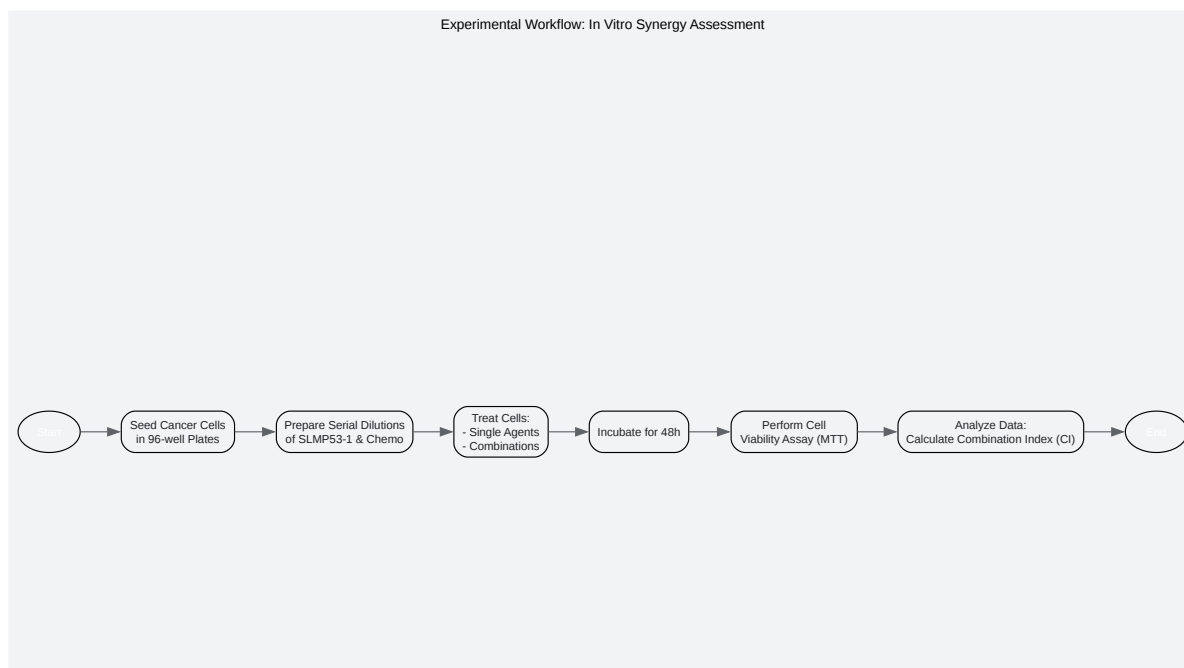 Experimental Workflow: In Vitro Synergy Assessment
Start
Seed Cancer Cells
in 96-well Plates
Prepare Serial Dilutions
of SLMP53-1 & Chemo
Treat Cells:
- Single Agents
- Combinations
Incubate for 48h
Perform Cell
Viability Assay (MTT)
Analyze Data:
Calculate Combination Index (CI)
End